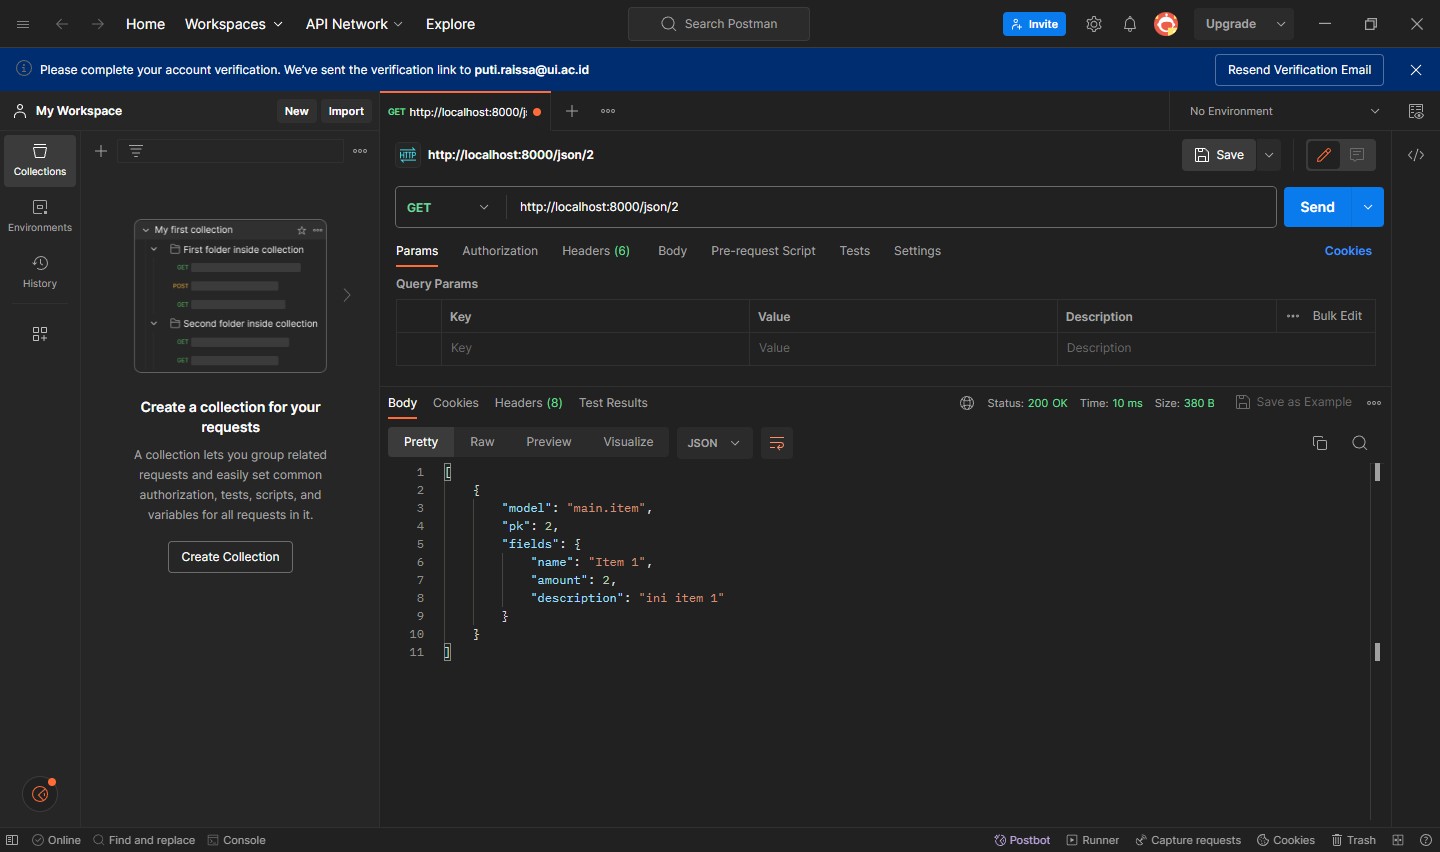 Home Workspaces API Network Explore Search Postman Invite Upgrade
Please complete your account verification. We've sent the verification link to puti.raissa@ui.ac.id Resend Verification Email
My Workspace New Import
GET http://localhost:8000/j No Environment
Collections
Environments
History
My first collection
First folder inside collection
GET
POST
GET
Second folder inside collection
GET
GET
Create a collection for your
requests
A collection lets you group related
requests and easily set common
authorization, tests, scripts, and
variables for all requests in it.
Create Collection
HTTP http://localhost:8000/json/2 Save
GET http://localhost:8000/json/2 Send
Params Authorization Headers (6) Body Pre-request Script Tests Settings Cookies
Query Params
Key Value Description Bulk Edit
Key Value Description
Body Cookies Headers (8) Test Results Status: 200 OK Time: 10 ms Size: 380 B Save as Example
Pretty Raw Preview Visualize JSON
1 [
2 {
3 "model": "main.item",
4 "pk": 2,
5 "fields": {
6 "name": "Item 1",
7 "amount": 2,
8 "description": "ini item 1"
9 }
10 }
11 ]
Online Find and replace Console Postbot Runner Capture requests Cookies Trash